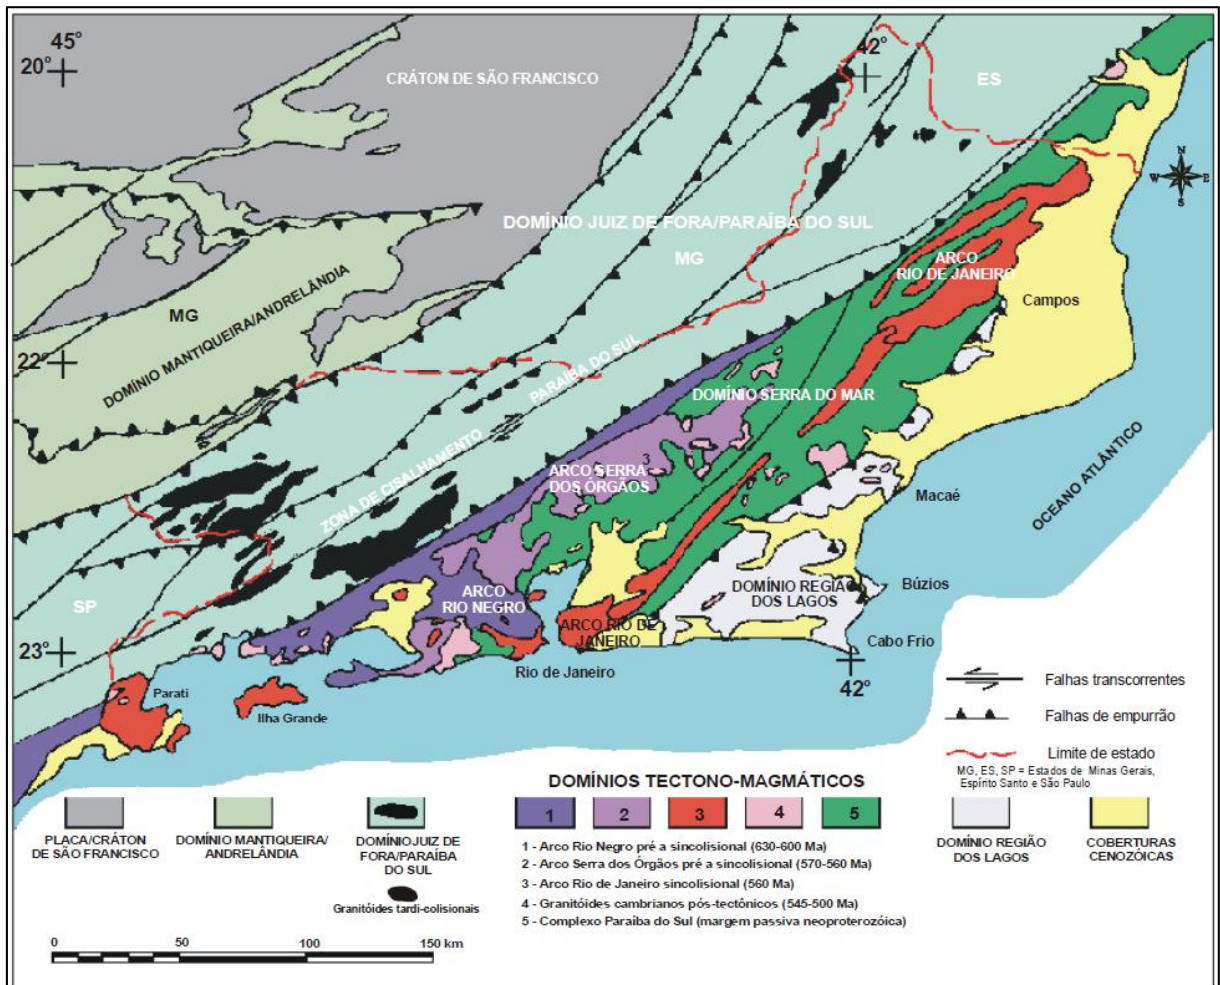 45°
20°
CRÁTON DE SÃO FRANCISCO
42°
ES
N
W E
S
DOMÍNIO JUIZ DE FORA/PARAÍBA DO SUL
MG
ARCO
RIO DE JANEIRO
MG
DOMÍNIO MANTIQUEIRA/ANDRELÂNDIA
Campos
22°
ZONA DE CISALHAMENTO PARAÍBA DO SUL
DOMÍNIO SERRA DO MAR
3
ARCO SERRA
DOS ÓRGÃOS
OCEANO ATLÂNTICO
Macaé
SP
ARCO
RIO NEGRO
DOMÍNIO REGIÃO
DOS LAGOS
Búzios
ARCO RIO DE
JANEIRO
Cabo Frio
23°
Rio de Janeiro
42°
Parati
Ilha Grande
Falhas transcorrentes
Falhas de empurrão
Limite de estado
MG, ES, SP = Estados de Minas Gerais,
Espírito Santo e São Paulo
DOMÍNIOS TECTONO-MAGMÁTICOS
1 2 3 4 5
PLACA/CRÁTON
DE SÃO FRANCISCO
DOMÍNIO MANTIQUEIRA/
ANDRELÂNDIA
DOMÍNIOJUIZ DE
FORA/PARAÍBA
DO SUL
Granitóides tardi-colisionais
1 - Arco Rio Negro pré a sincolisional (630-600 Ma)
2 - Arco Serra dos Órgãos pré a sincolisional (570-560 Ma)
3 - Arco Rio de Janeiro sincolisional (560 Ma)
4 - Granitóides cambrianos pós-tectônicos (545-500 Ma)
5 - Complexo Paraíba do Sul (margem passiva neoproterozóica)
DOMÍNIO REGIÃO
DOS LAGOS
COBERTURAS
CENOZÓICAS
0 50 100 150 km